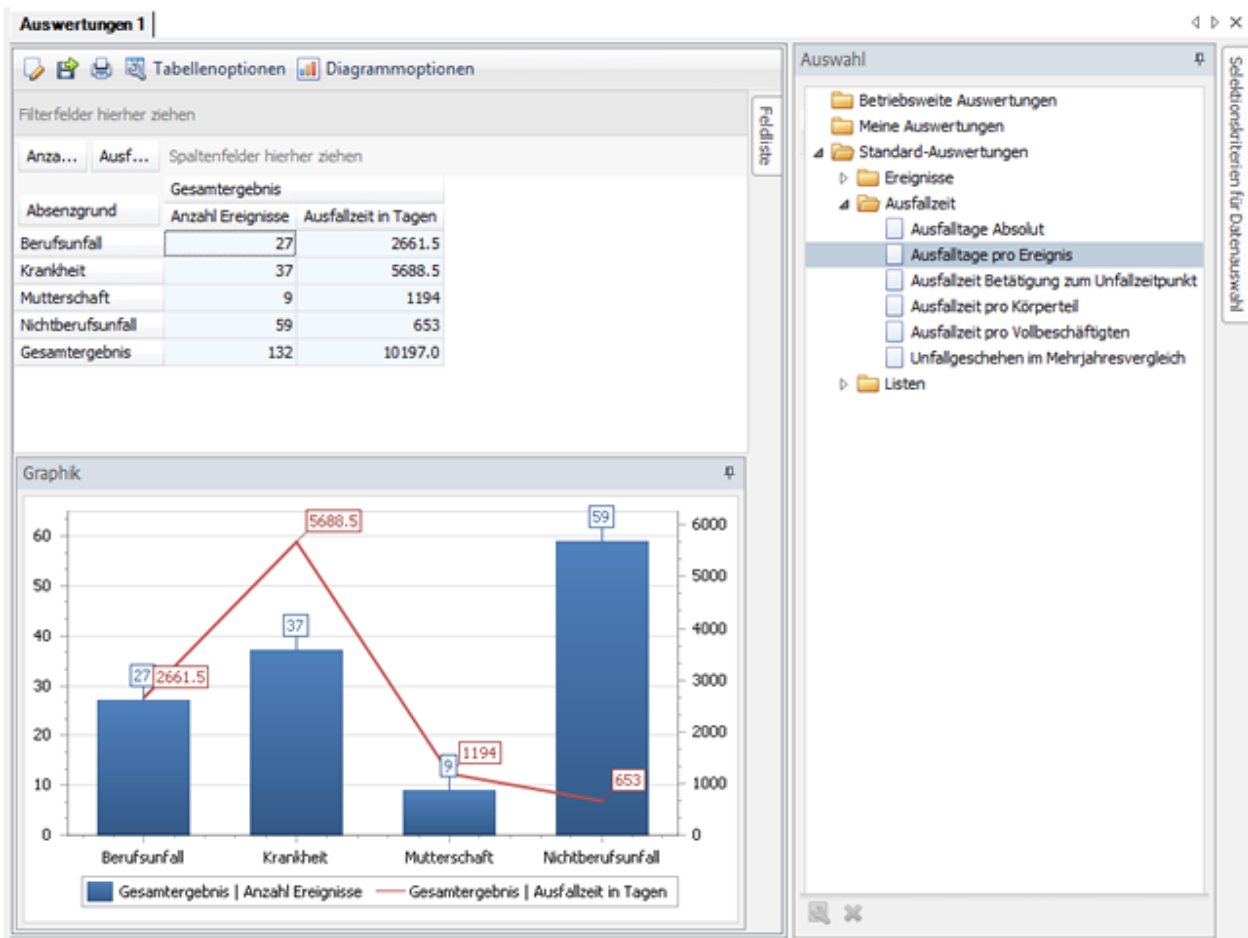 Auswertungen 1
Tabellenoptionen Diagrammoptionen
Filterfelder hierher ziehen
Anza... Ausf... Spaltenfelder hierher ziehen
Gesamtergebnis
Absenzgrund Anzahl Ereignisse Ausfallzeit in Tagen
Berufsunfall 27 2661.5
Krankheit 37 5688.5
Mutterschaft 9 1194
Nichtberufsunfall 59 653
Gesamtergebnis 132 10197.0
Feldliste
Graphik
60
50
40
30
20
10
0
27 2661.5
5688.5
37
9 1194
59
653
6000
5000
4000
3000
2000
1000
0
Berufsunfall Krankheit Mutterschaft Nichtberufsunfall
Gesamtergebnis | Anzahl Ereignisse Gesamtergebnis | Ausfallzeit in Tagen
Auswahl
Betriebsweite Auswertungen
Meine Auswertungen
Standard-Auswertungen
Ereignisse
Ausfallzeit
Ausfalltage Absolut
Ausfalltage pro Ereignis
Ausfallzeit Betätigung zum Unfallzeitpunkt
Ausfallzeit pro Körperteil
Ausfallzeit pro Vollbeschäftigten
Unfallgeschehen im Mehrjahresvergleich
Listen
Selektionskriterien für Datenauswahl